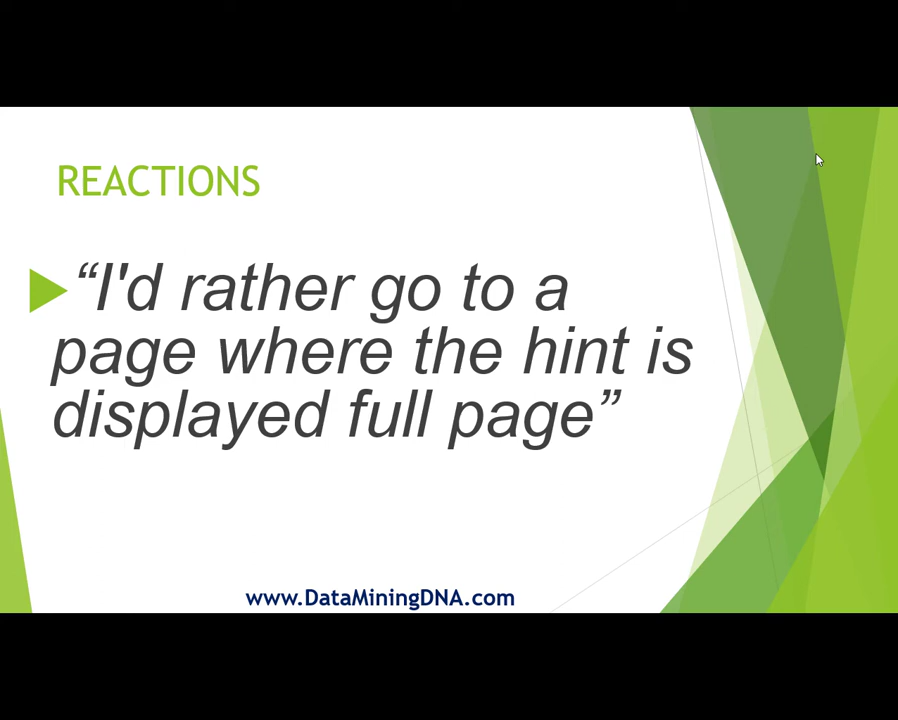 REACTIONS
“I'd rather go to a
page where the hint is
displayed full page”
www.DataMiningDNA.com